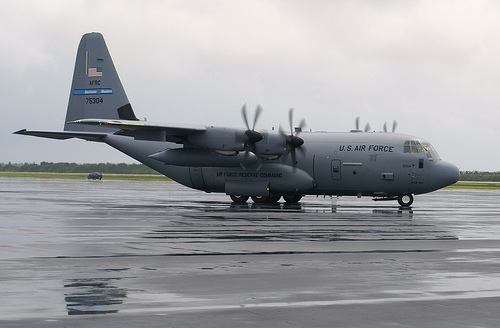 AFRC
75304
U.S. AIR FORCE
AIR FORCE RESERVE COMMAND